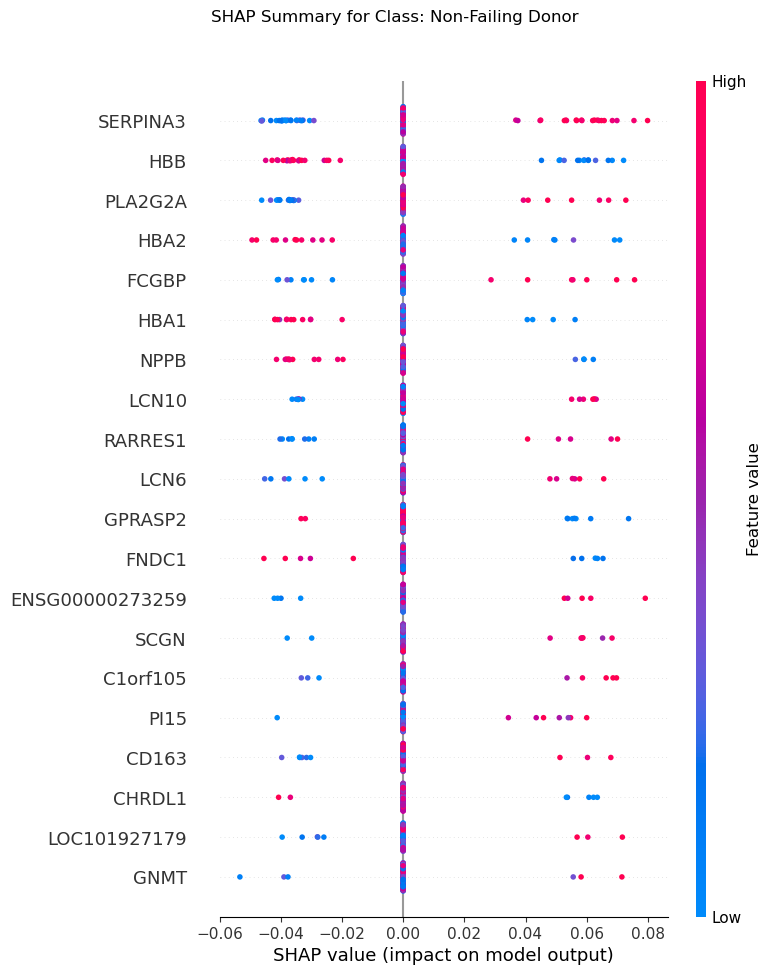 SHAP Summary for Class: Non-Failing Donor
High
SERPINA3
HBB
PLA2G2A
HBA2
FCGBP
HBA1
NPPB
LCN10
RARRES1
LCN6
GPRASP2
FNDC1
ENSG00000273259
SCGN
C1orf105
PI15
CD163
CHRDL1
LOC101927179
GNMT
Feature value
Low
−0.06 −0.04 −0.02 0.00 0.02 0.04 0.06 0.08
SHAP value (impact on model output)